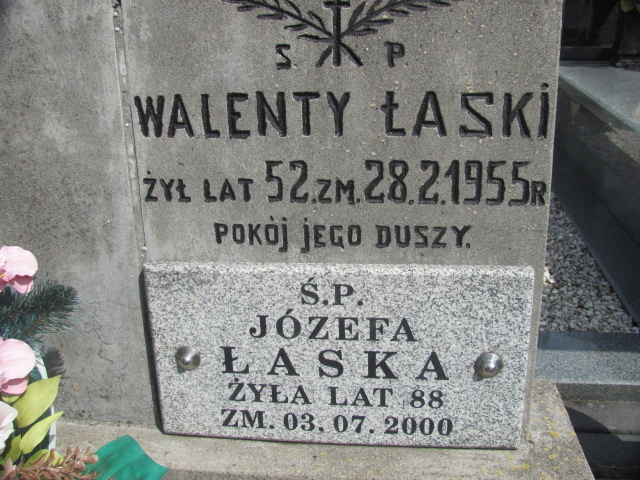 S. P.
WALENTY ŁASKI
ŻYŁ LAT 52. ZM. 28.2.1955 R
POKÓJ JEGO DUSZY.
Ś.P.
JÓZEFA
ŁASKA
ŻYŁA LAT 88
ZM. 03. 07. 2000